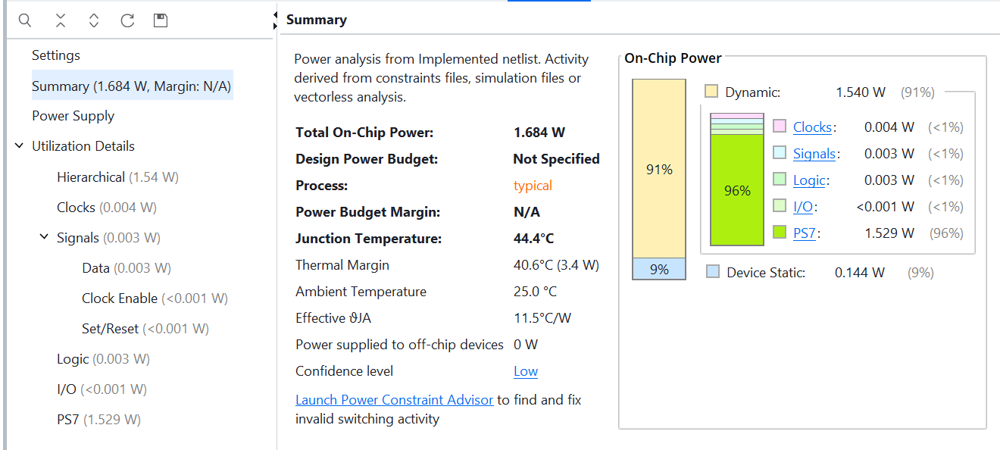 Settings
Summary (1.684 W, Margin: N/A)
Power Supply
Utilization Details
Hierarchical (1.54 W)
Clocks (0.004 W)
Signals (0.003 W)
Data (0.003 W)
Clock Enable (<0.001 W)
Set/Reset (<0.001 W)
Logic (0.003 W)
I/O (<0.001 W)
PS7 (1.529 W)
Summary
Power analysis from Implemented netlist. Activity
derived from constraints files, simulation files or
vectorless analysis.
Total On-Chip Power: 1.684 W
Design Power Budget: Not Specified
Process: typical
Power Budget Margin: N/A
Junction Temperature: 44.4°C
Thermal Margin 40.6°C (3.4 W)
Ambient Temperature 25.0 °C
Effective ϑJA 11.5°C/W
Power supplied to off-chip devices 0 W
Confidence level Low
Launch Power Constraint Advisor to find and fix
invalid switching activity
On-Chip Power
91%
9%
Dynamic: 1.540 W (91%)
96%
Clocks: 0.004 W (<1%)
Signals: 0.003 W (<1%)
Logic: 0.003 W (<1%)
I/O: <0.001 W (<1%)
PS7: 1.529 W (96%)
Device Static: 0.144 W (9%)